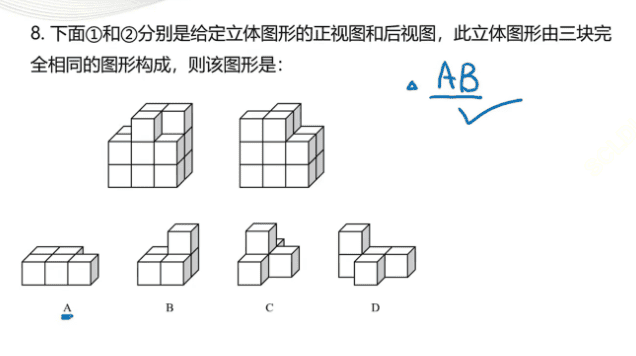 8. 下面①和②分别是给定立体图形的正视图和后视图，此立体图形由三块完
全相同的图形构成，则该图形是：
AB
A B C D